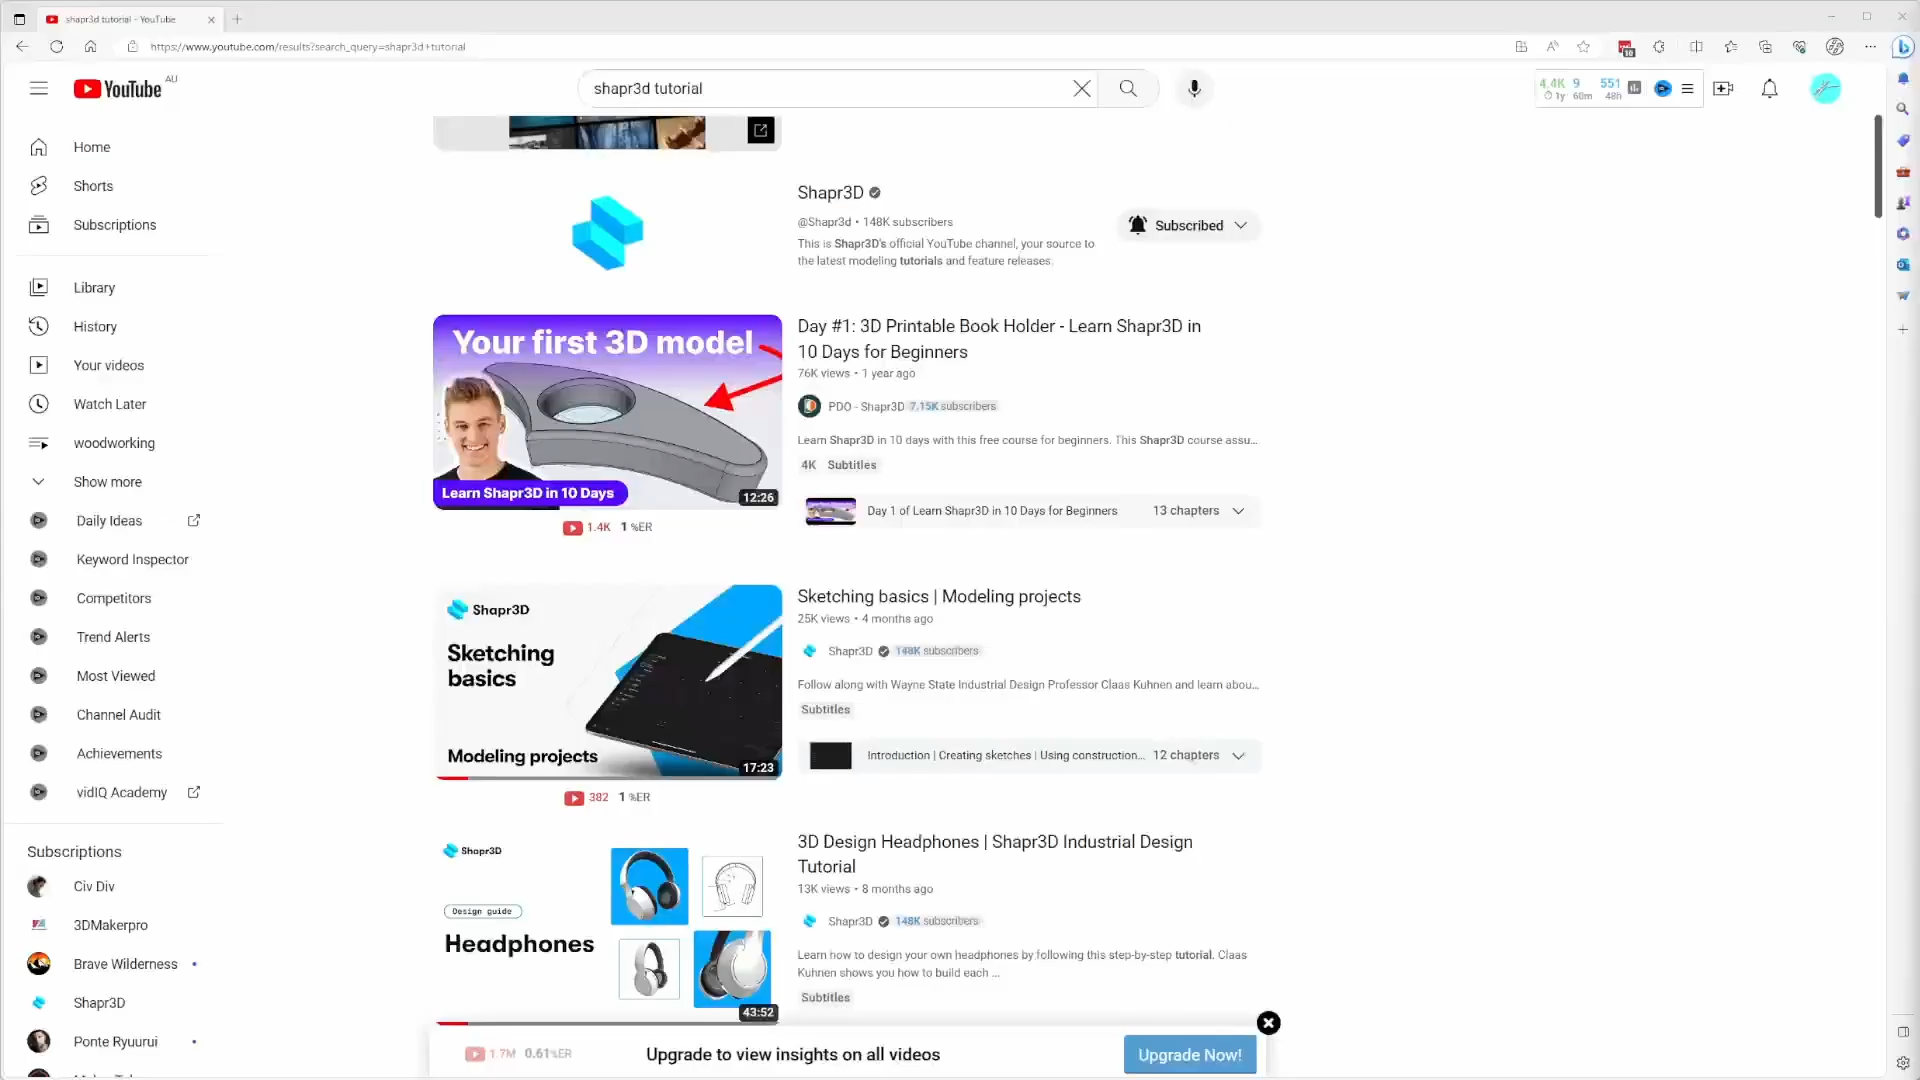 shapr3d tutorial - YouTube
https://www.youtube.com/results?search_query=shapr3d+tutorial
10
YouTube AU
shapr3d tutorial
4.4K 9 551
1y 60m 48h
Home
Shorts
Subscriptions
Library
History
Your videos
Watch Later
woodworking
Show more
Daily Ideas
Keyword Inspector
Competitors
Trend Alerts
Most Viewed
Channel Audit
Achievements
vidIQ Academy
Subscriptions
Civ Div
3DMakerpro
Brave Wilderness
Shapr3D
Ponte Ryuurui
Shapr3D
@Shapr3d • 148K subscribers
This is Shapr3D's official YouTube channel, your source to
the latest modeling tutorials and feature releases.
Subscribed
Your first 3D model
Learn Shapr3D in 10 Days
12:26
1.4K 1 %ER
Day #1: 3D Printable Book Holder - Learn Shapr3D in
10 Days for Beginners
76K views • 1 year ago
PDO - Shapr3D 7.15K subscribers
Learn Shapr3D in 10 days with this free course for beginners. This Shapr3D course assu...
4K Subtitles
Day 1 of Learn Shapr3D in 10 Days for Beginners 13 chapters
Shapr3D
Sketching
basics
Modeling projects
17:23
382 1 %ER
Sketching basics | Modeling projects
25K views • 4 months ago
Shapr3D 148K subscribers
Follow along with Wayne State Industrial Design Professor Claas Kuhnen and learn abou...
Subtitles
Introduction | Creating sketches | Using construction... 12 chapters
Shapr3D
Design guide
Headphones
43:52
3D Design Headphones | Shapr3D Industrial Design
Tutorial
13K views • 8 months ago
Shapr3D 148K subscribers
Learn how to design your own headphones by following this step-by-step tutorial. Claas
Kuhnen shows you how to build each ...
Subtitles
1.7M 0.61%ER
Upgrade to view insights on all videos
Upgrade Now!